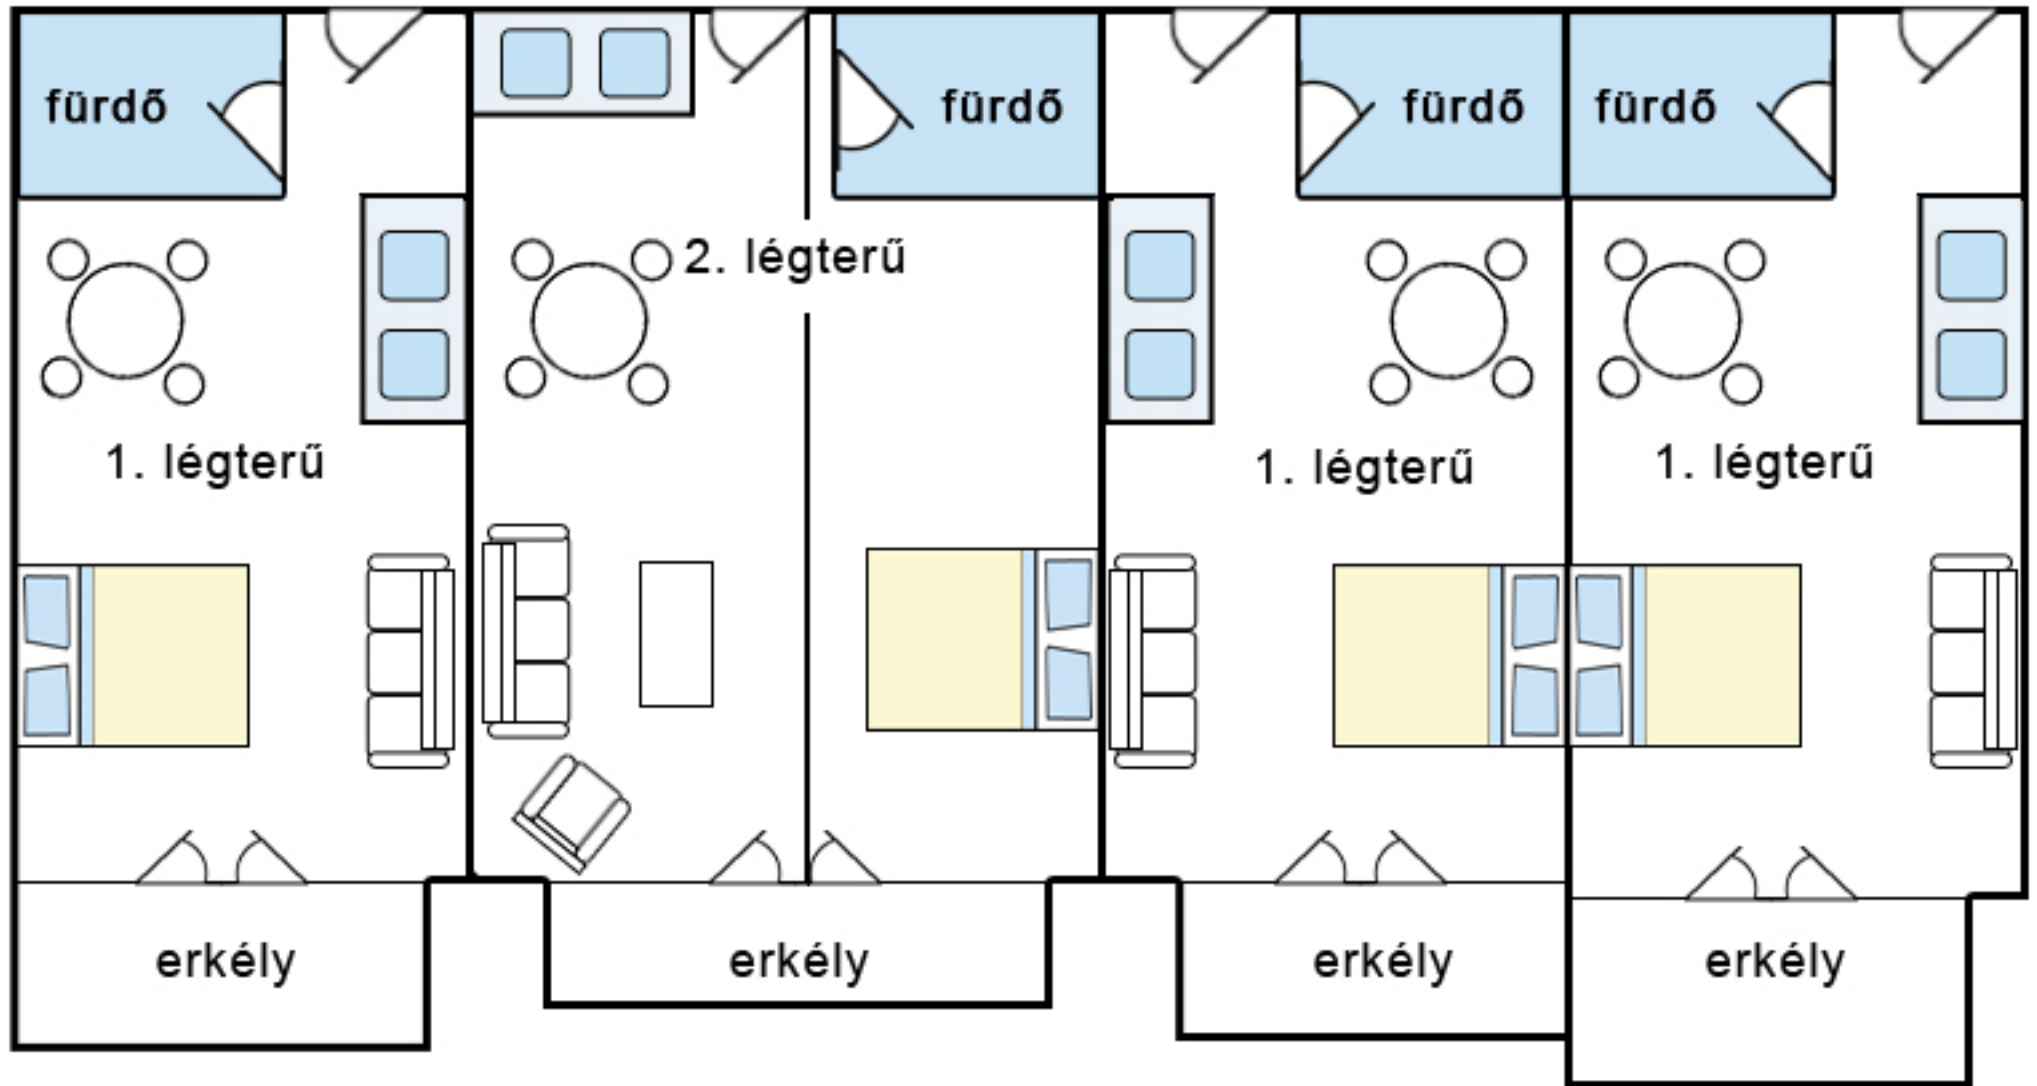 fürdő
fürdő
fürdő
fürdő
2. légterű
1. légterű
1. légterű
1. légterű
erkély
erkély
erkély
erkély